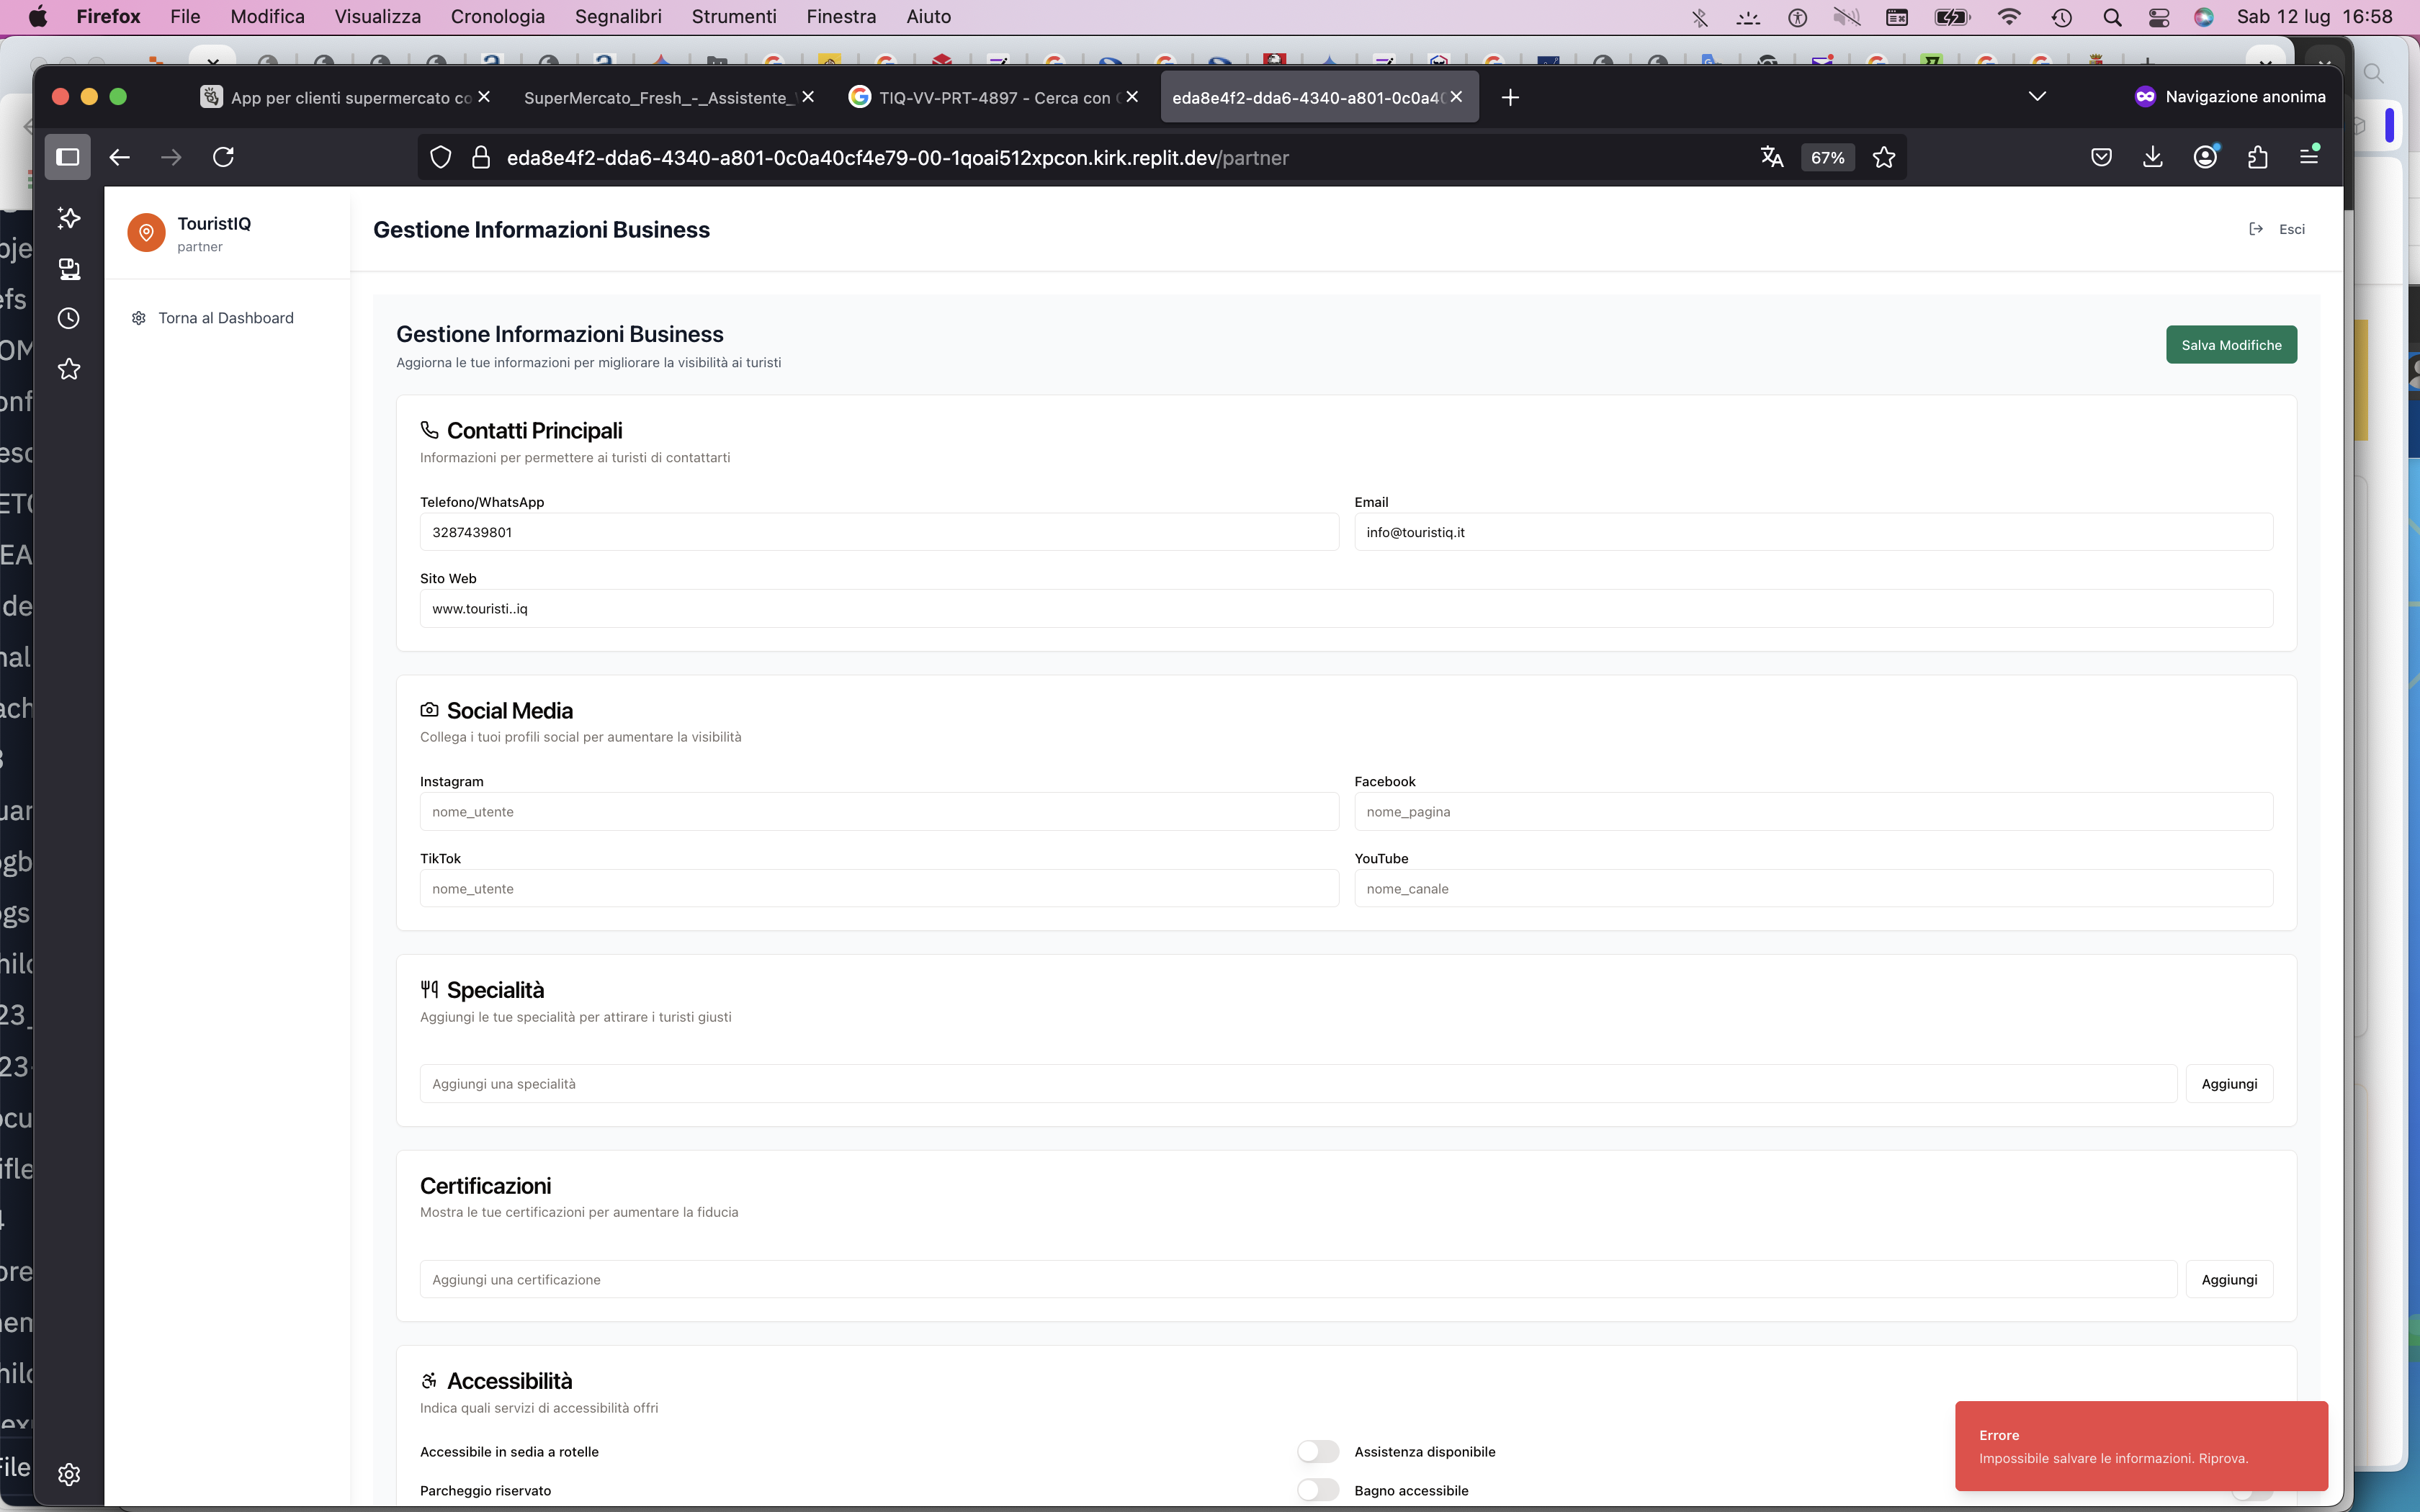 Firefox File Modifica Visualizza Cronologia Segnalibri Strumenti Finestra Aiuto Sab 12 lug 16:58
App per clienti supermercato co SuperMercato_Fresh_-_Assistente_ TIQ-VV-PRT-4897 - Cerca con eda8e4f2-dda6-4340-a801-0c0a40 Navigazione anonima
eda8e4f2-dda6-4340-a801-0c0a40cf4e79-00-1qoai512xpcon.kirk.replit.dev/partner 67%
TouristIQ
partner
Torna al Dashboard
Gestione Informazioni Business
Esci
Gestione Informazioni Business
Aggiorna le tue informazioni per migliorare la visibilità ai turisti
Salva Modifiche
Contatti Principali
Informazioni per permettere ai turisti di contattarti
Telefono/WhatsApp Email
3287439801 info@touristiq.it
Sito Web
www.touristi..iq
Social Media
Collega i tuoi profili social per aumentare la visibilità
Instagram Facebook
nome_utente nome_pagina
TikTok YouTube
nome_utente nome_canale
Specialità
Aggiungi le tue specialità per attirare i turisti giusti
Aggiungi una specialità Aggiungi
Certificazioni
Mostra le tue certificazioni per aumentare la fiducia
Aggiungi una certificazione Aggiungi
Accessibilità
Indica quali servizi di accessibilità offri
Accessibile in sedia a rotelle Assistenza disponibile
Parcheggio riservato Bagno accessibile
Errore
Impossibile salvare le informazioni. Riprova.